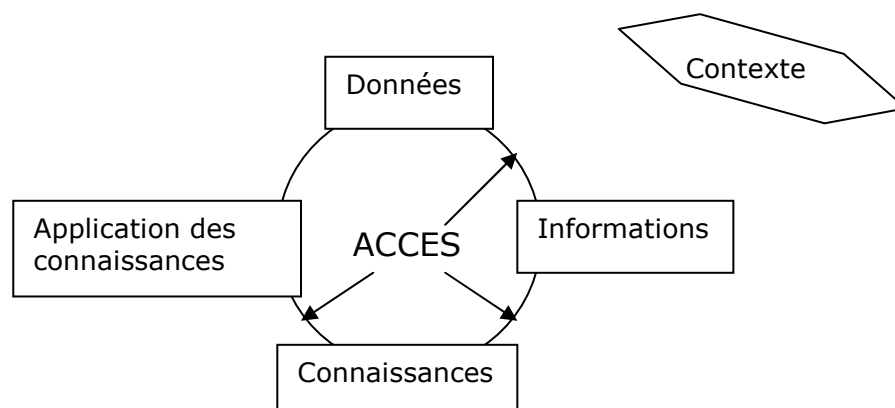 Contexte
Données
Application des
connaissances
ACCES
Informations
Connaissances